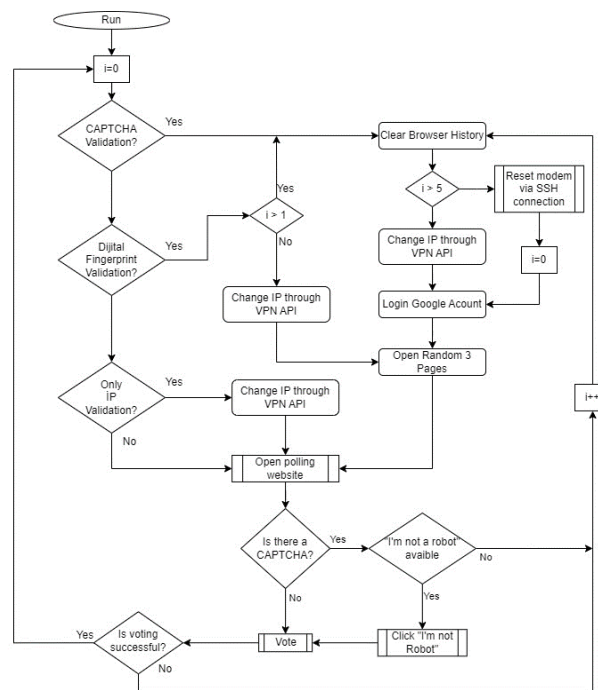 Run
i=0
CAPTCHA
Validation?
Yes
Clear Browser History
i > 5
Reset modem
via SSH
connection
Yes
i > 1
No
Dijital
Fingerprint
Validation?
Yes
Change IP through
VPN API
i=0
Change IP through
VPN API
Login Google Acount
Open Random 3
Pages
Only
İP
Validation?
Yes
Change IP through
VPN API
i++
No
Open polling
website
Is there a
CAPTCHA?
Yes
"I'm not a robot"
avaible
No
No
Yes
Is voting
successful?
Yes
Vote
Click "I'm not
Robot"
No